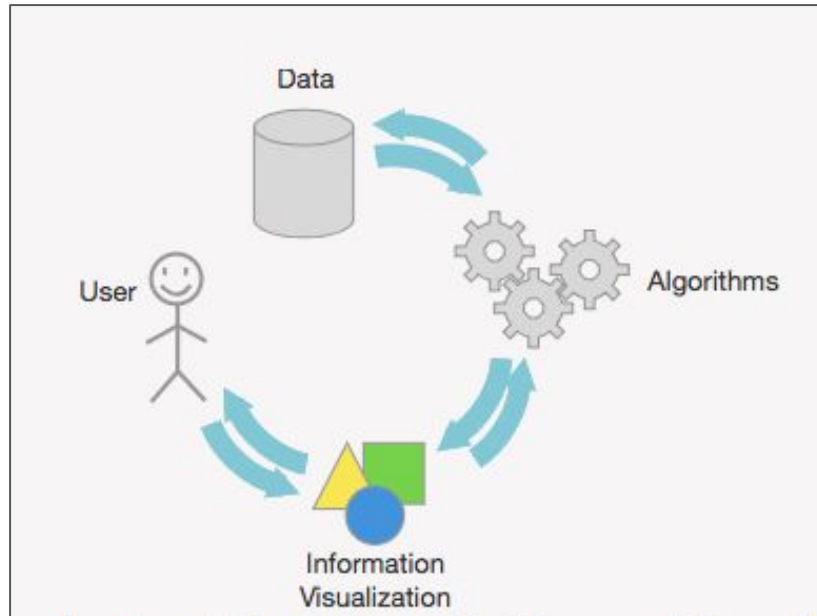 Data
User
Algorithms
Information
Visualization